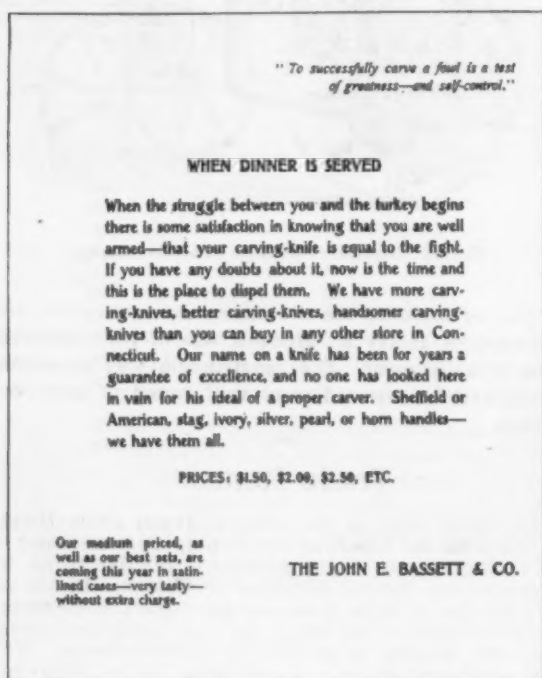 " To successfully carve a fowl is a test
of greatness—and self-control."
WHEN DINNER IS SERVED
When the struggle between you and the turkey begins
there is some satisfaction in knowing that you are well
armed—that your carving-knife is equal to the fight.
If you have any doubts about it, now is the time and
this is the place to dispel them. We have more carv-
ing-knives, better carving-knives, handsomer carving-
knives than you can buy in any other store in Con-
necticut. Our name on a knife has been for years a
guarantee of excellence, and no one has looked here
in vain for his ideal of a proper carver. Sheffield or
American, stag, ivory, silver, pearl, or horn handles—
we have them all.
PRICES: $1.50, $2.00, $2.50, ETC.
Our medium priced, as
well as our best sets, are
coming this year in satin-
lined cases—very tasty—
without extra charge.
THE JOHN E. BASSETT & CO.